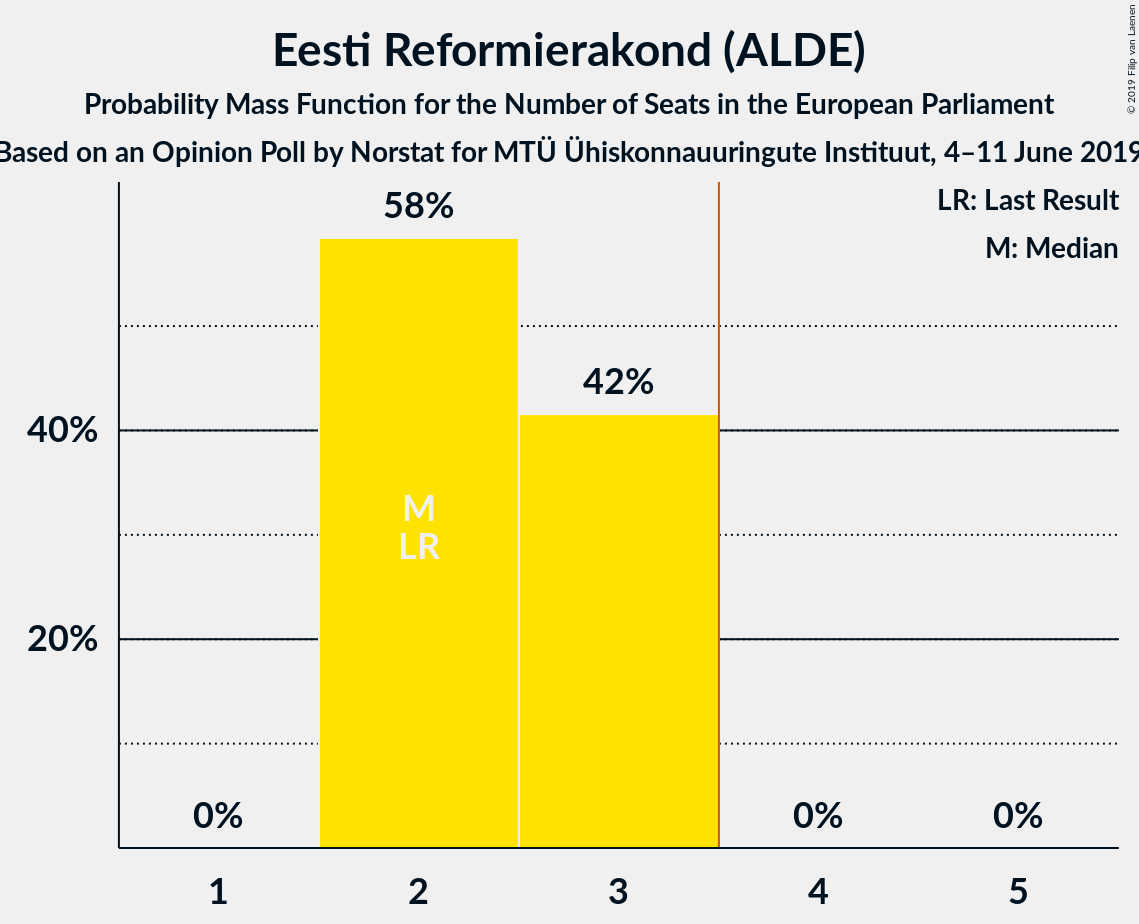 Eesti Reformierakond (ALDE)
Probability Mass Function for the Number of Seats in the European Parliament
Based on an Opinion Poll by Norstat for MTÜ Ühiskonnauuringute Instituut, 4–11 June 2019
© 2019 Filip van Laenen
LR: Last Result
M: Median
58%
42%
40%
M
LR
20%
0%
0%
0%
1
2
3
4
5